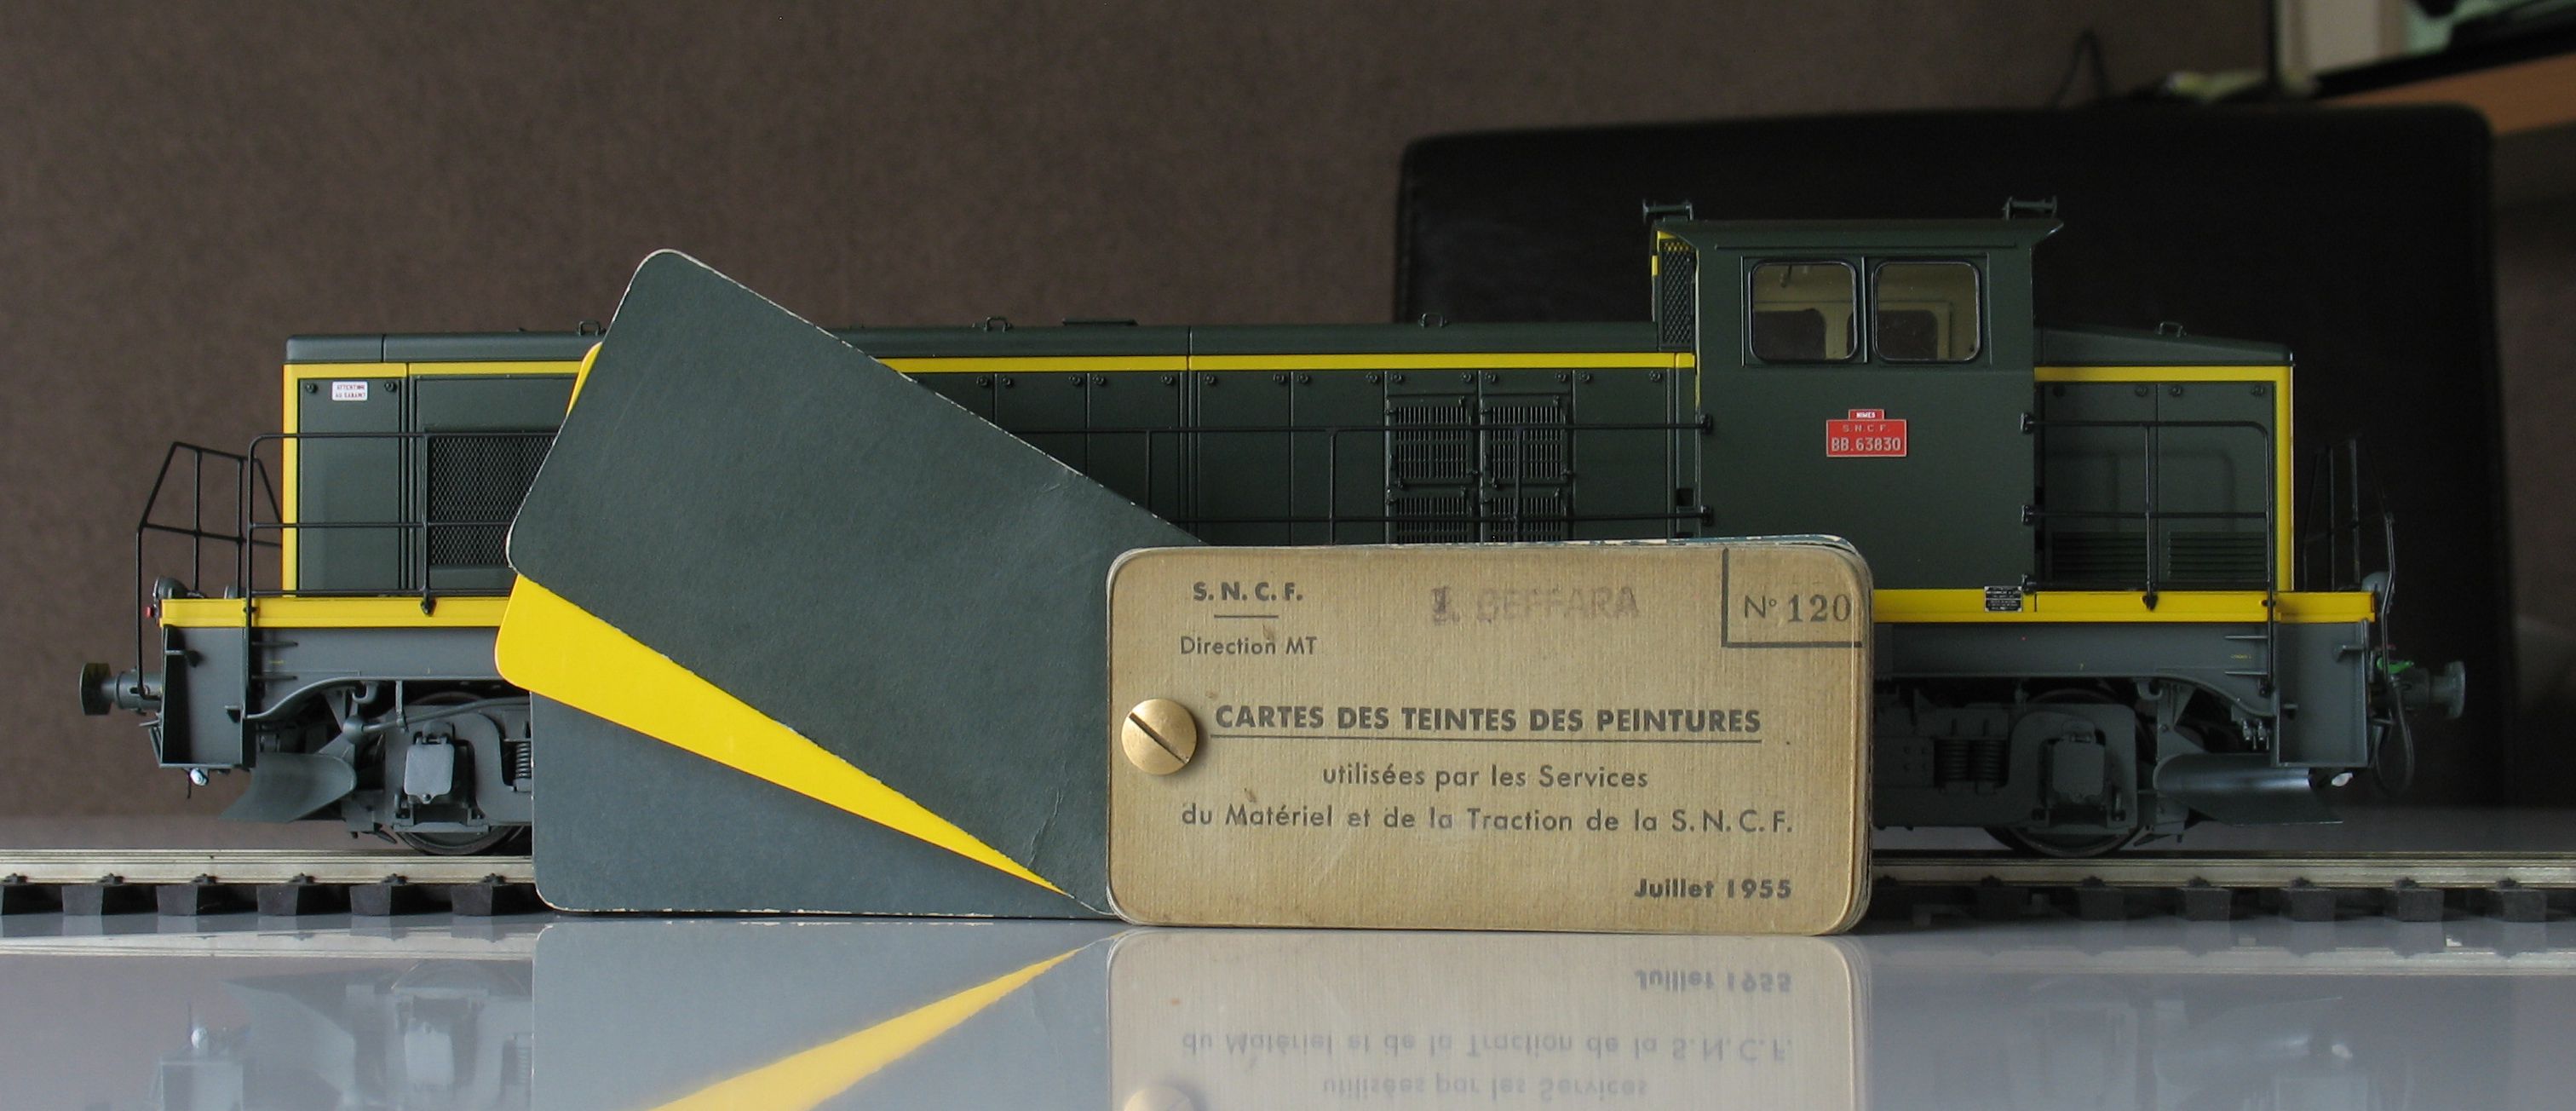 ATTENTION
NIMES
S.N.C.F.
BB.63830
S.N.C.F.
Direction MT
BEFFARA
N° 120
CARTES DES TEINTES DES PEINTURES
utilisées par les Services
du Matériel et de la Traction de la S.N.C.F.
Juillet 1955